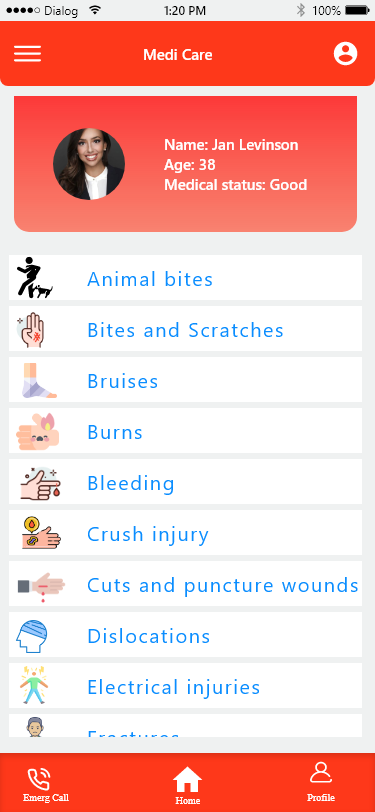 Dialog 1:20 PM 100%
Medi Care
Name: Jan Levinson
Age: 38
Medical status: Good
Animal bites
Bites and Scratches
Bruises
Burns
Bleeding
Crush injury
Cuts and puncture wounds
Dislocations
Electrical injuries
Fractures
Emerg Call Home Profile